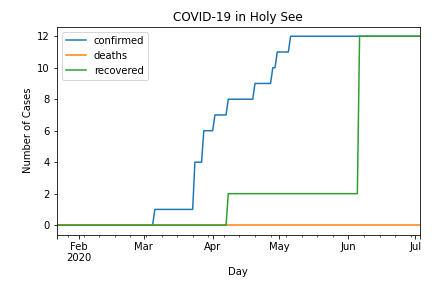 COVID-19 in Holy See
confirmed
deaths
recovered
Number of Cases
12
10
8
6
4
2
0
Feb Mar Apr May Jun Jul
2020
Day